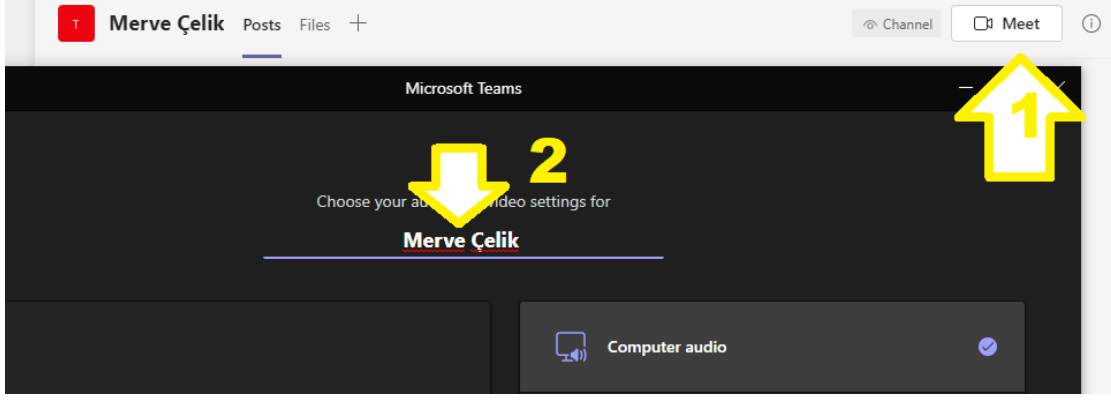 T Merve Çelik Posts Files + Channel Meet
Microsoft Teams
1
2
Choose your au ideo settings for
Merve Çelik
Computer audio